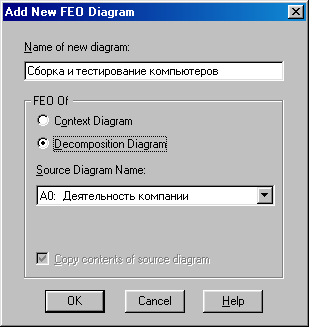 Add New FEO Diagram
Name of new diagram:
Сборка и тестирование компьютеров
FEO Of
Context Diagram
Decomposition Diagram
Source Diagram Name:
A0: Деятельность компании
Copy contents of source diagram
OK Cancel Help